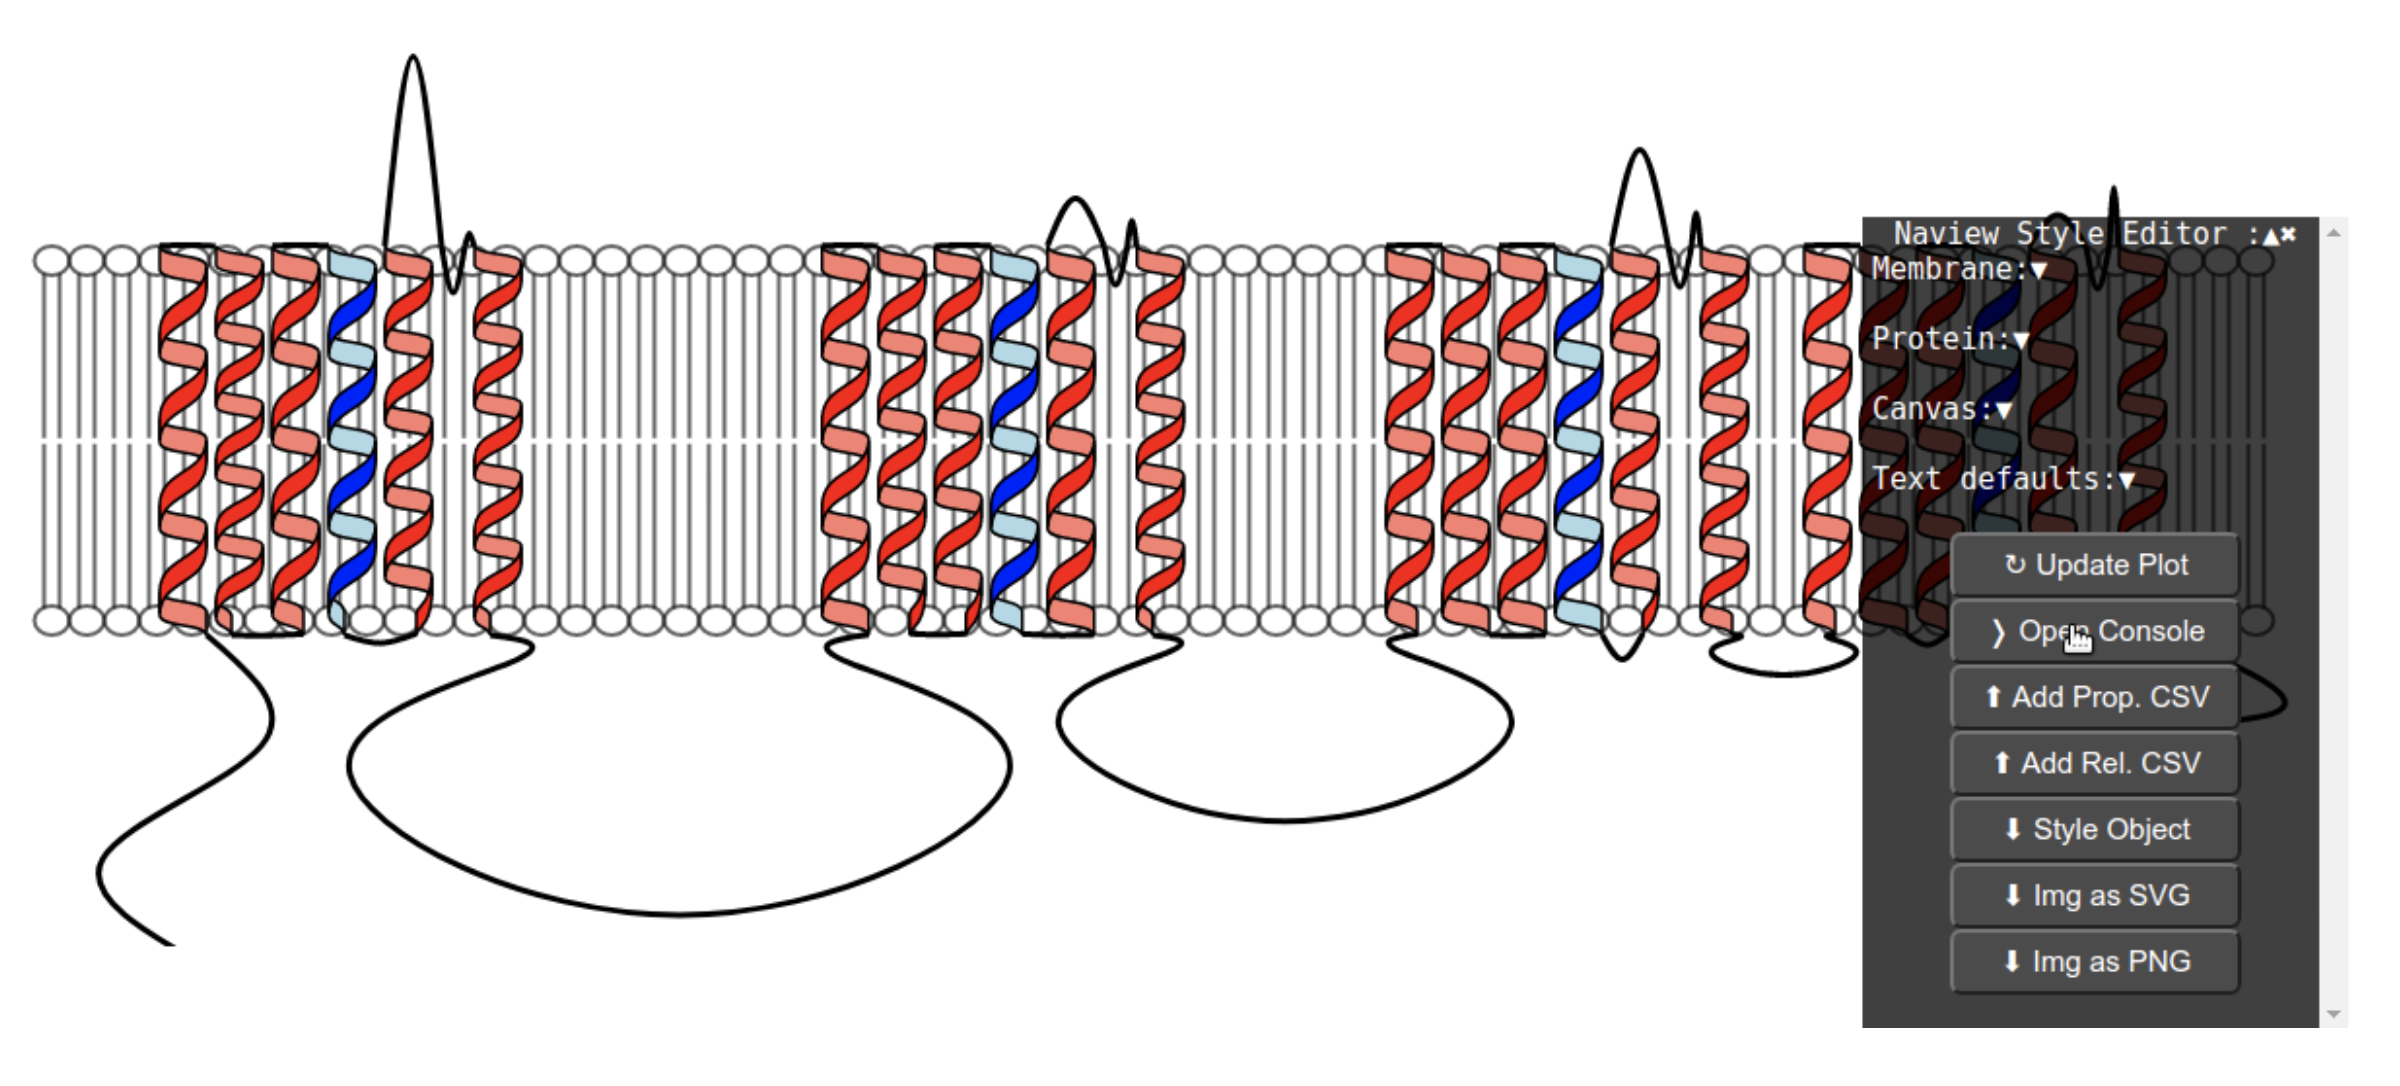 Naview Style Editor :▲✖
Membrane:▼
Protein:▼
Canvas:▼
Text defaults:▼
↻ Update Plot
❭ Open Console
⬆ Add Prop. CSV
⬆ Add Rel. CSV
⬇ Style Object
⬇ Img as SVG
⬇ Img as PNG